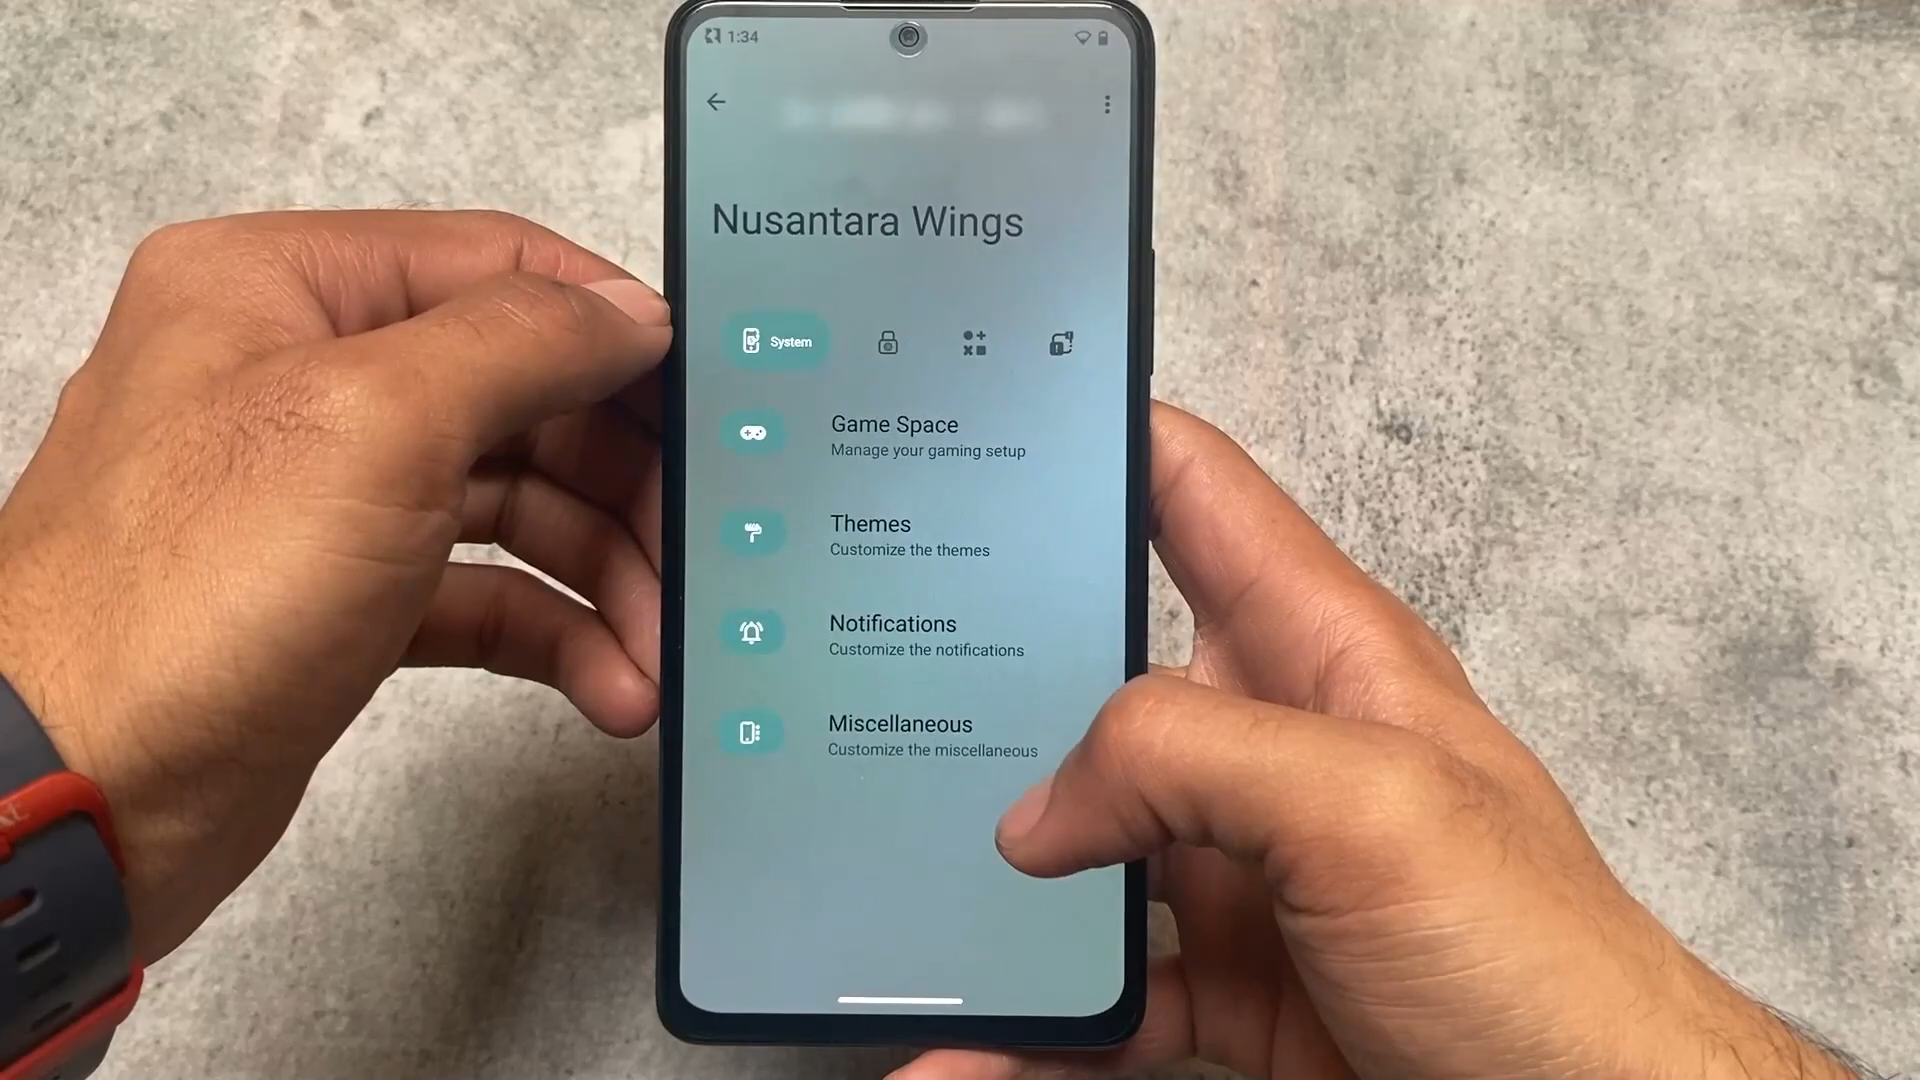 1:34
Nusantara Wings
System
Game Space
Manage your gaming setup
Themes
Customize the themes
Notifications
Customize the notifications
Miscellaneous
Customize the miscellaneous